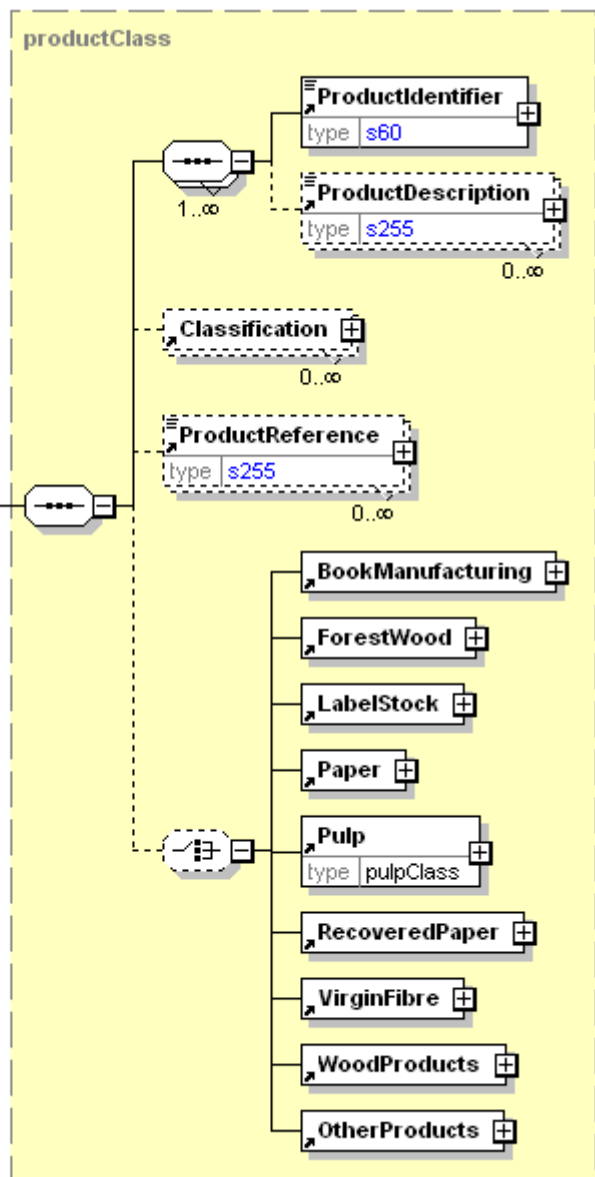 productClass
ProductIdentifier
type s60
ProductDescription
type s255
1..∞
0..∞
Classification
0..∞
ProductReference
type s255
0..∞
BookManufacturing
ForestWood
LabelStock
Paper
Pulp
type pulpClass
RecoveredPaper
VirginFibre
WoodProducts
OtherProducts